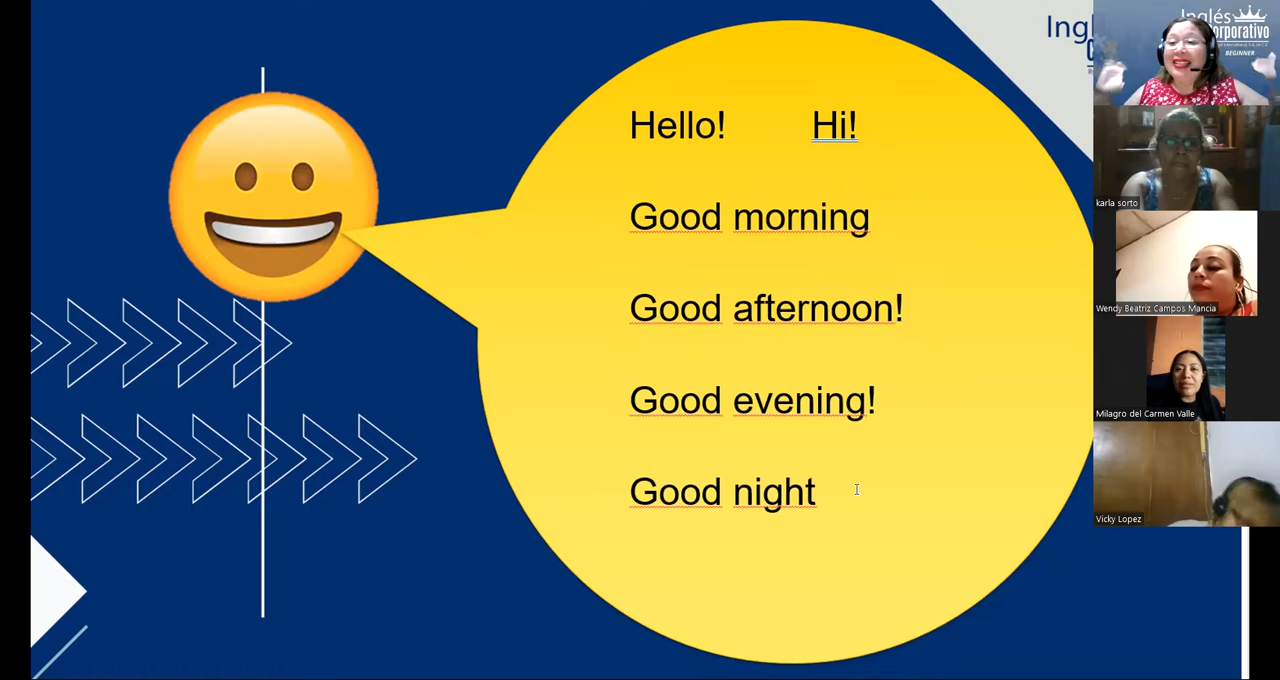 Hello! Hi!
Good morning
Good afternoon!
Good evening!
Good night
Ingl
Inglés
Corporativo
BEGINNER
karla sorto
Wendy Beatriz Campos Mancia
Milagro del Carmen Valle
Vicky Lopez